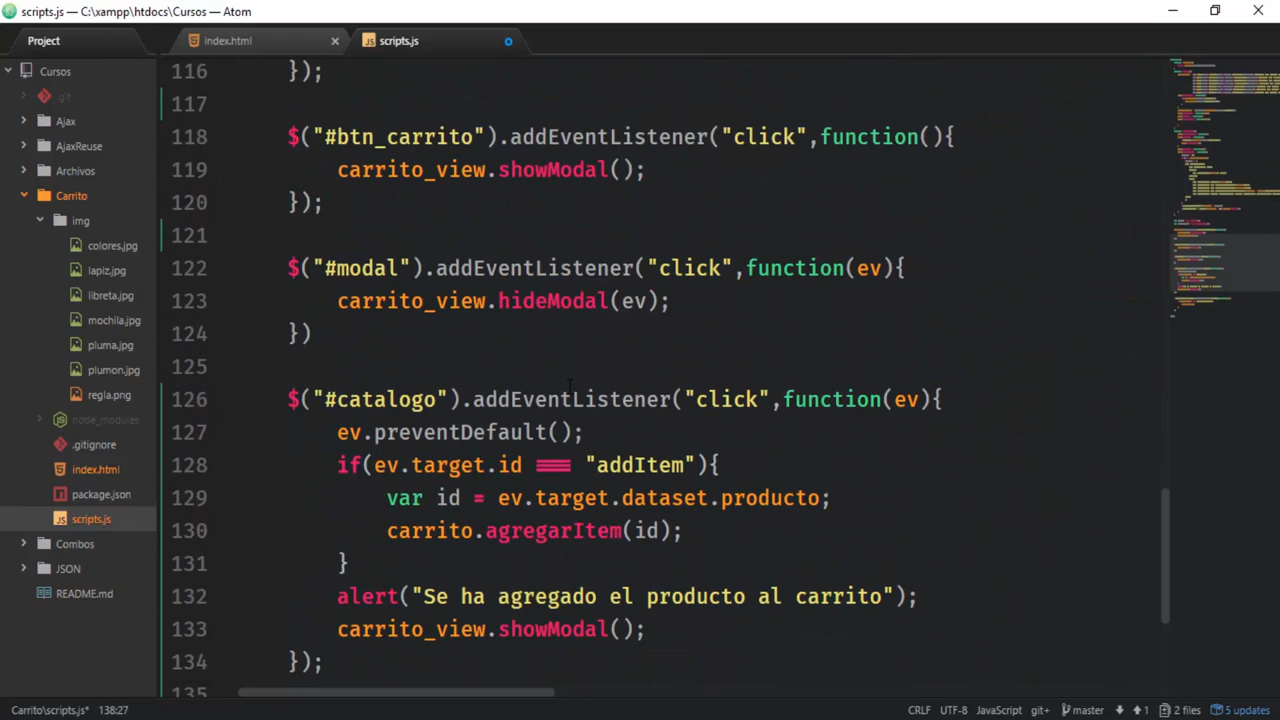 scripts.js — C:\xampp\htdocs\Cursos — Atom
Project
index.html
scripts.js
Cursos
.git
Ajax
AjaxReuse
Archivos
Carrito
img
colores.jpg
lapiz.jpg
libreta.jpg
mochila.jpg
pluma.jpg
plumon.jpg
regla.png
node_modules
.gitignore
index.html
package.json
scripts.js
Combos
JSON
README.md
116 });
117
118 $("#btn_carrito").addEventListener("click",function(){
119 carrito_view.showModal();
120 });
121
122 $("#modal").addEventListener("click",function(ev){
123 carrito_view.hideModal(ev);
124 })
125
126 $("#catalogo").addEventListener("click",function(ev){
127 ev.preventDefault();
128 if(ev.target.id === "addItem"){
129 var id = ev.target.dataset.producto;
130 carrito.agregarItem(id);
131 }
132 alert("Se ha agregado el producto al carrito");
133 carrito_view.showModal();
134 });
135
Carrito\scripts.js* 138:27
CRLF UTF-8 JavaScript git+ master 1 2 files 5 updates